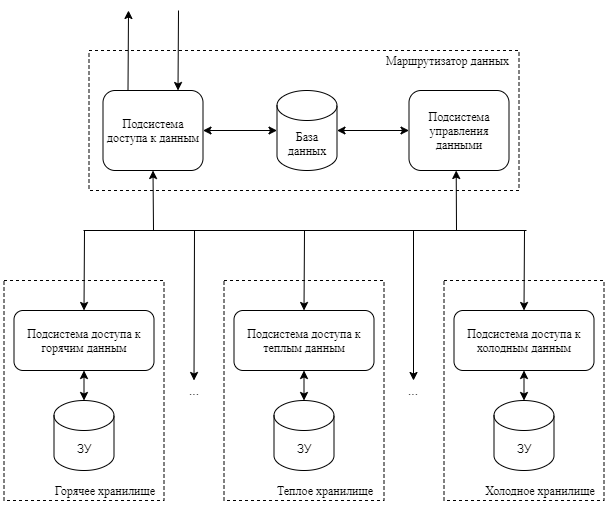 Маршрутизатор данных
Подсистема
доступа к данным
База
данных
Подсистема
управления
данными
Подсистема доступа к
горячим данным
Подсистема доступа к
теплым данным
Подсистема доступа к
холодным данным
...
...
ЗУ
ЗУ
ЗУ
Горячее хранилище
Теплое хранилище
Холодное хранилище